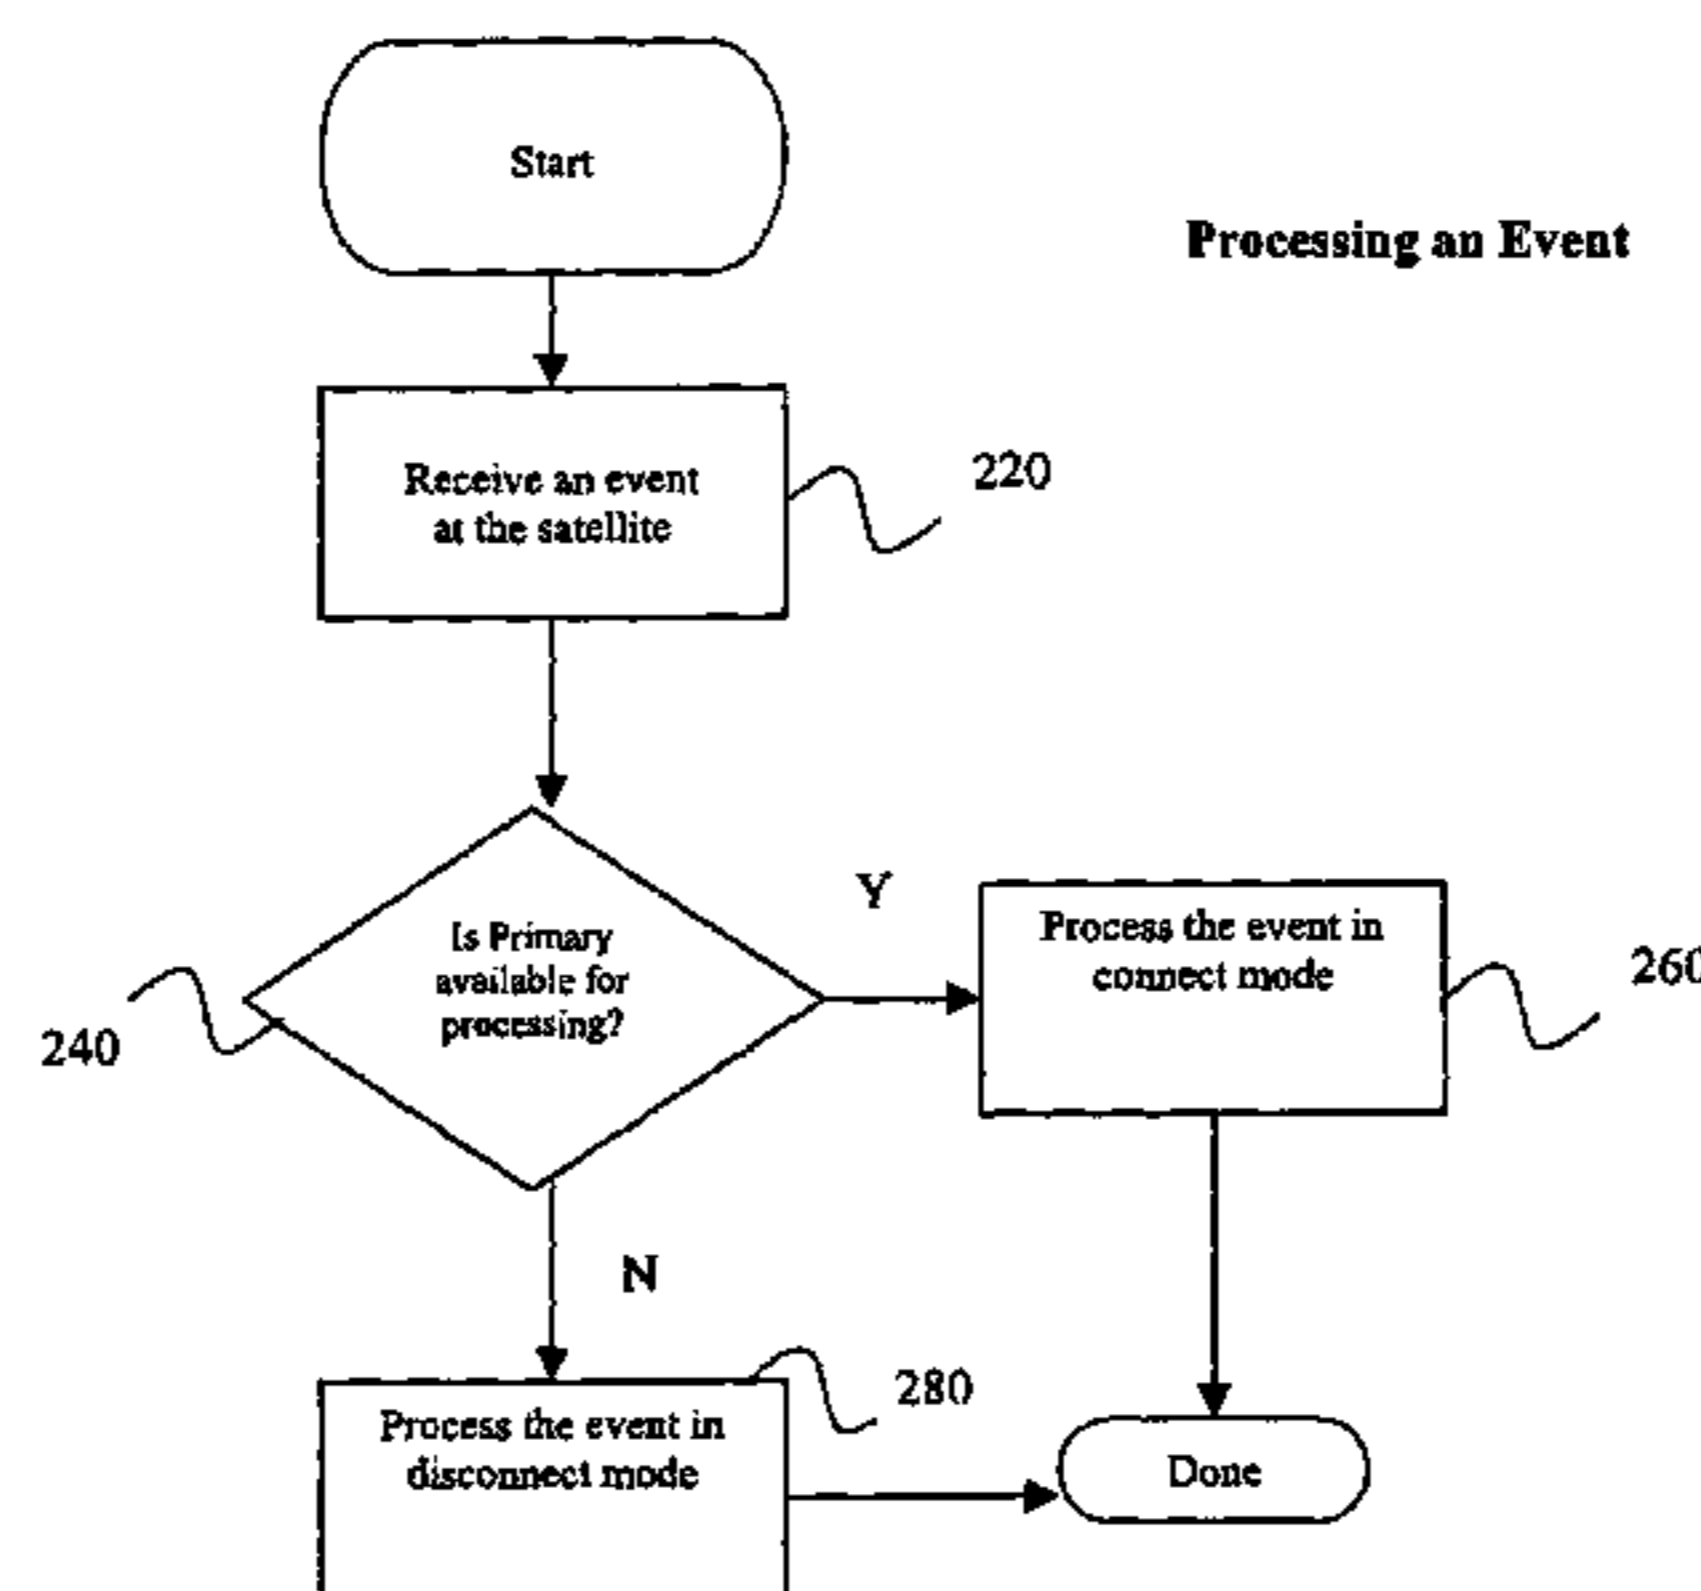 Start
Processing an Event
Receive an event
at the satellite
220
Is Primary
available for
processing?
240
Y
Process the event in
connect mode
260
N
280
Process the event in
disconnect mode
Done